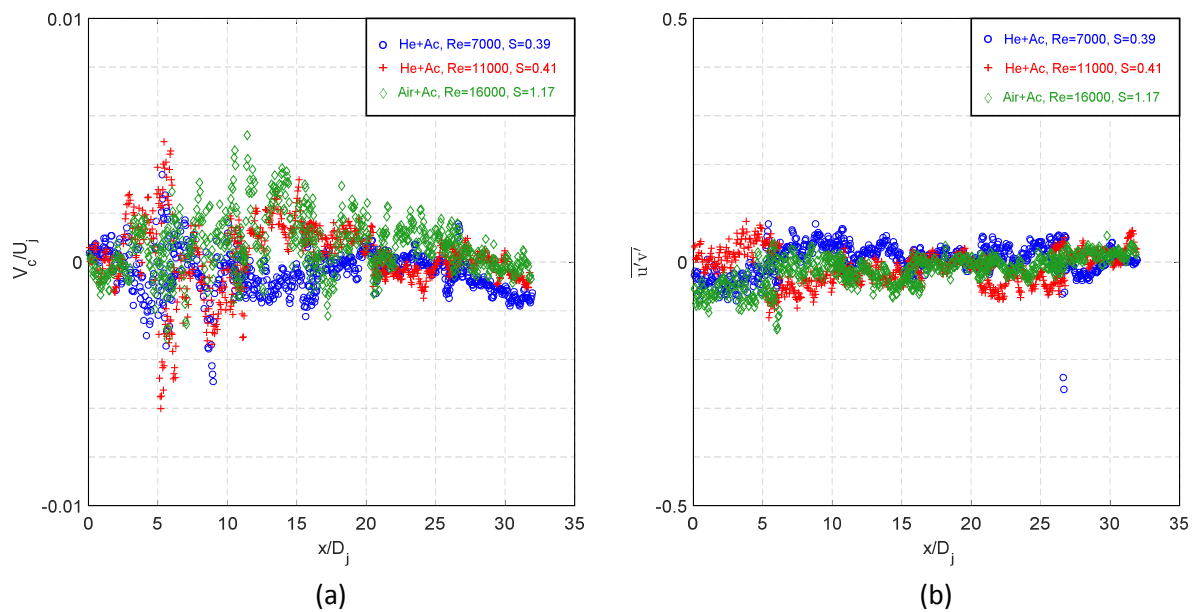 0.01
He+Ac, Re=7000, S=0.39
He+Ac, Re=11000, S=0.41
Air+Ac, Re=16000, S=1.17
V_c/U_j
0
-0.01
0 5 10 15 20 25 30 35
x/D_j
(a)
0.5
He+Ac, Re=7000, S=0.39
He+Ac, Re=11000, S=0.41
Air+Ac, Re=16000, S=1.17
u'v'
0
-0.5
0 5 10 15 20 25 30 35
x/D_j
(b)